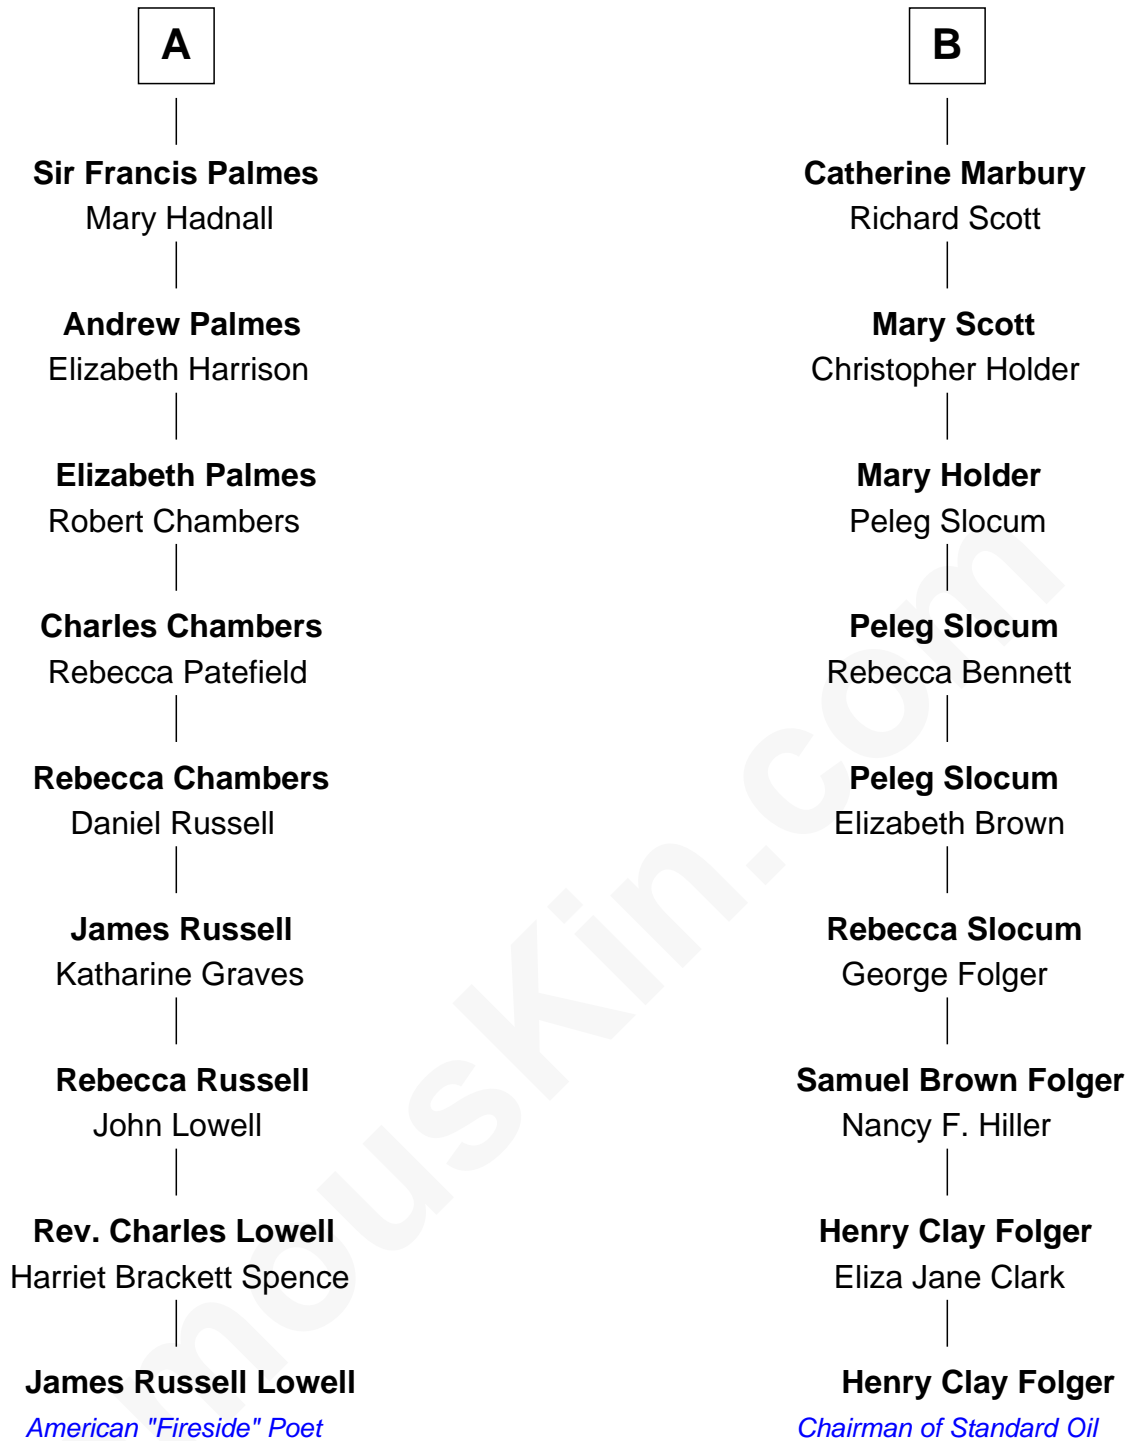 A
Sir Francis Palmes
Mary Hadnall
Andrew Palmes
Elizabeth Harrison
Elizabeth Palmes
Robert Chambers
Charles Chambers
Rebecca Patefield
Rebecca Chambers
Daniel Russell
James Russell
Katharine Graves
Rebecca Russell
John Lowell
Rev. Charles Lowell
Harriet Brackett Spence
James Russell Lowell
American "Fireside" Poet
B
Catherine Marbury
Richard Scott
Mary Scott
Christopher Holder
Mary Holder
Peleg Slocum
Peleg Slocum
Rebecca Bennett
Peleg Slocum
Elizabeth Brown
Rebecca Slocum
George Folger
Samuel Brown Folger
Nancy F. Hiller
Henry Clay Folger
Eliza Jane Clark
Henry Clay Folger
Chairman of Standard Oil
mousKin.com